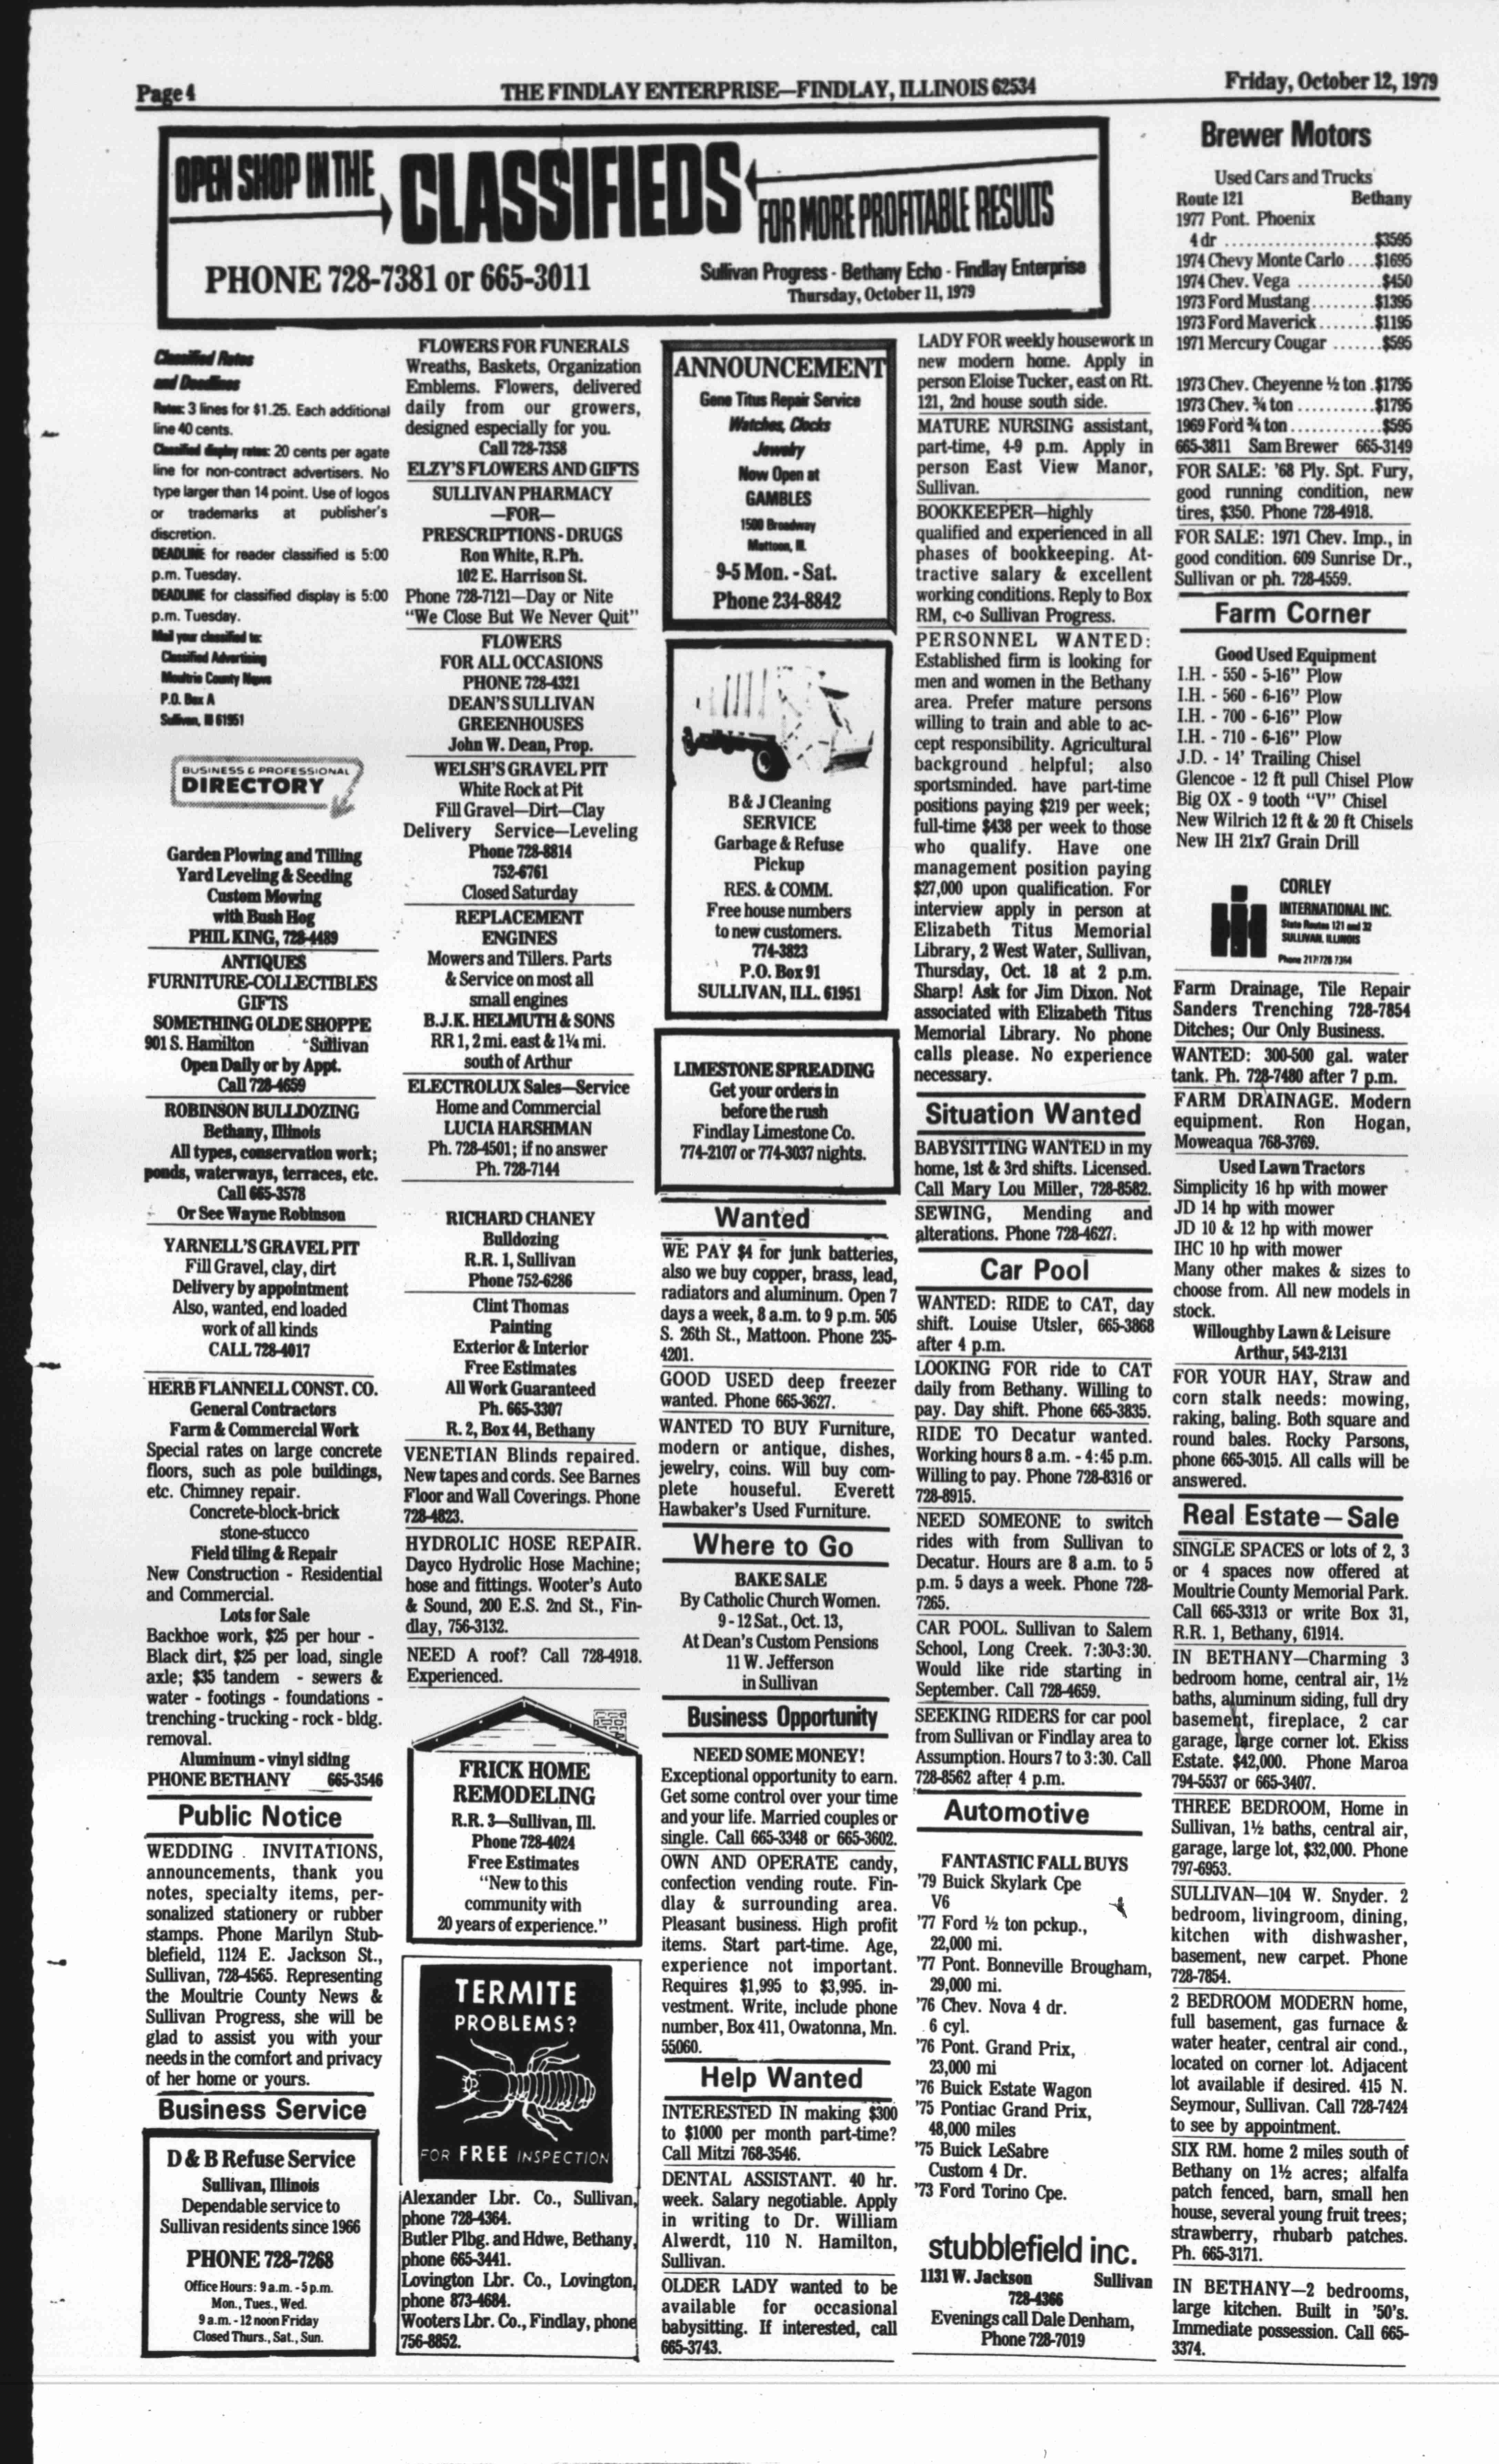 Page 4
THE FINDLAY ENTERPRISE—FINDLAY, ILLINOIS 62534
Friday, October 12, 1979
OPEN SHOP IN THE
CLASSIFIEDS
FOR MORE PROFITABLE RESULTS
PHONE 728-7381 or 665-3011
Sullivan Progress - Bethany Echo - Findlay Enterprise
Thursday, October 11, 1979
Classified Rates
and Deadlines
Rates: 3 lines for $1.25. Each additional
line 40 cents.
Classified display rates: 20 cents per agate
line for non-contract advertisers. No
type larger than 14 point. Use of logos
or trademarks at publisher's
discretion.
DEADLINE for reader classified is 5:00
p.m. Tuesday.
DEADLINE for classified display is 5:00
p.m. Tuesday.
Mail your classified to:
Classified Advertising
Moultrie County News
P.O. Box A
Sullivan, Ill 61951
BUSINESS & PROFESSIONAL
DIRECTORY
Garden Plowing and Tilling
Yard Leveling & Seeding
Custom Mowing
with Bush Hog
PHIL KING, 728-4489
ANTIQUES
FURNITURE-COLLECTIBLES
GIFTS
SOMETHING OLDE SHOPPE
901 S. Hamilton Sullivan
Open Daily or by Appt.
Call 728-4659
ROBINSON BULLDOZING
Bethany, Illinois
All types, conservation work;
ponds, waterways, terraces, etc.
Call 665-3578
Or See Wayne Robinson
YARNELL'S GRAVEL PIT
Fill Gravel, clay, dirt
Delivery by appointment
Also, wanted, end loaded
work of all kinds
CALL 728-4017
HERB FLANNELL CONST. CO.
General Contractors
Farm & Commercial Work
Special rates on large concrete
floors, such as pole buildings,
etc. Chimney repair.
Concrete-block-brick
stone-stucco
Field tiling & Repair
New Construction - Residential
and Commercial.
Lots for Sale
Backhoe work, $25 per hour -
Black dirt, $25 per load, single
axle; $35 tandem - sewers &
water - footings - foundations -
trenching - trucking - rock - bldg.
removal.
Aluminum - vinyl siding
PHONE BETHANY 665-3546
Public Notice
WEDDING INVITATIONS,
announcements, thank you
notes, specialty items, per-
sonalized stationery or rubber
stamps. Phone Marilyn Stub-
blefield, 1124 E. Jackson St.,
Sullivan, 728-4565. Representing
the Moultrie County News &
Sullivan Progress, she will be
glad to assist you with your
needs in the comfort and privacy
of her home or yours.
Business Service
D & B Refuse Service
Sullivan, Illinois
Dependable service to
Sullivan residents since 1966
PHONE 728-7268
Office Hours: 9 a.m. - 5 p.m.
Mon., Tues., Wed.
9 a.m. - 12 noon Friday
Closed Thurs., Sat., Sun.
FLOWERS FOR FUNERALS
Wreaths, Baskets, Organization
Emblems. Flowers, delivered
daily from our growers,
designed especially for you.
Call 728-7358
ELZY'S FLOWERS AND GIFTS
SULLIVAN PHARMACY
—FOR—
PRESCRIPTIONS - DRUGS
Ron White, R.Ph.
102 E. Harrison St.
Phone 728-7121—Day or Nite
"We Close But We Never Quit"
FLOWERS
FOR ALL OCCASIONS
PHONE 728-4321
DEAN'S SULLIVAN
GREENHOUSES
John W. Dean, Prop.
WELSH'S GRAVEL PIT
White Rock at Pit
Fill Gravel—Dirt—Clay
Delivery Service—Leveling
Phone 728-8814
752-6761
Closed Saturday
REPLACEMENT
ENGINES
Mowers and Tillers. Parts
& Service on most all
small engines
B.J.K. HELMUTH & SONS
RR 1, 2 mi. east & 1¼ mi.
south of Arthur
ELECTROLUX Sales—Service
Home and Commercial
LUCIA HARSHMAN
Ph. 728-4501; if no answer
Ph. 728-7144
RICHARD CHANEY
Bulldozing
R.R. 1, Sullivan
Phone 752-6286
Clint Thomas
Painting
Exterior & Interior
Free Estimates
All Work Guaranteed
Ph. 665-3307
R. 2, Box 44, Bethany
VENETIAN Blinds repaired.
New tapes and cords. See Barnes
Floor and Wall Coverings. Phone
728-4823.
HYDROLIC HOSE REPAIR.
Dayco Hydrolic Hose Machine;
hose and fittings. Wooter's Auto
& Sound, 200 E.S. 2nd St., Fin-
dlay, 756-3132.
NEED A roof? Call 728-4918.
Experienced.
FRICK HOME
REMODELING
R.R. 3—Sullivan, Ill.
Phone 728-4024
Free Estimates
"New to this
community with
20 years of experience."
TERMITE
PROBLEMS?
FOR FREE INSPECTION
Alexander Lbr. Co., Sullivan,
phone 728-4364.
Butler Plbg. and Hdwe, Bethany,
phone 665-3441.
Lovington Lbr. Co., Lovington,
phone 873-4684.
Wooters Lbr. Co., Findlay, phone
756-8852.
ANNOUNCEMENT
Gene Titus Repair Service
Watches, Clocks
Jewelry
Now Open at
GAMBLES
1500 Broadway
Mattoon, Ill.
9-5 Mon. - Sat.
Phone 234-8842
B & J Cleaning
SERVICE
Garbage & Refuse
Pickup
RES. & COMM.
Free house numbers
to new customers.
774-3823
P.O. Box 91
SULLIVAN, ILL. 61951
LIMESTONE SPREADING
Get your orders in
before the rush
Findlay Limestone Co.
774-2107 or 774-3037 nights.
Wanted
WE PAY $4 for junk batteries,
also we buy copper, brass, lead,
radiators and aluminum. Open 7
days a week, 8 a.m. to 9 p.m. 505
S. 26th St., Mattoon. Phone 235-
4201.
GOOD USED deep freezer
wanted. Phone 665-3627.
WANTED TO BUY Furniture,
modern or antique, dishes,
jewelry, coins. Will buy com-
plete houseful. Everett
Hawbaker's Used Furniture.
Where to Go
BAKE SALE
By Catholic Church Women.
9 - 12 Sat., Oct. 13,
At Dean's Custom Pensions
11 W. Jefferson
in Sullivan
Business Opportunity
NEED SOME MONEY!
Exceptional opportunity to earn.
Get some control over your time
and your life. Married couples or
single. Call 665-3348 or 665-3602.
OWN AND OPERATE candy,
confection vending route. Fin-
dlay & surrounding area.
Pleasant business. High profit
items. Start part-time. Age,
experience not important.
Requires $1,995 to $3,995. in-
vestment. Write, include phone
number, Box 411, Owatonna, Mn.
55060.
Help Wanted
INTERESTED IN making $300
to $1000 per month part-time?
Call Mitzi 768-3546.
DENTAL ASSISTANT. 40 hr.
week. Salary negotiable. Apply
in writing to Dr. William
Alwerdt, 110 N. Hamilton,
Sullivan.
OLDER LADY wanted to be
available for occasional
babysitting. If interested, call
665-3743.
LADY FOR weekly housework in
new modern home. Apply in
person Eloise Tucker, east on Rt.
121, 2nd house south side.
MATURE NURSING assistant,
part-time, 4-9 p.m. Apply in
person East View Manor,
Sullivan.
BOOKKEEPER—highly
qualified and experienced in all
phases of bookkeeping. At-
tractive salary & excellent
working conditions. Reply to Box
RM, c-o Sullivan Progress.
PERSONNEL WANTED:
Established firm is looking for
men and women in the Bethany
area. Prefer mature persons
willing to train and able to ac-
cept responsibility. Agricultural
background helpful; also
sportsminded. have part-time
positions paying $219 per week;
full-time $438 per week to those
who qualify. Have one
management position paying
$27,000 upon qualification. For
interview apply in person at
Elizabeth Titus Memorial
Library, 2 West Water, Sullivan,
Thursday, Oct. 18 at 2 p.m.
Sharp! Ask for Jim Dixon. Not
associated with Elizabeth Titus
Memorial Library. No phone
calls please. No experience
necessary.
Situation Wanted
BABYSITTING WANTED in my
home, 1st & 3rd shifts. Licensed.
Call Mary Lou Miller, 728-8582.
SEWING, Mending and
alterations. Phone 728-4627.
Car Pool
WANTED: RIDE to CAT, day
shift. Louise Utsler, 665-3868
after 4 p.m.
LOOKING FOR ride to CAT
daily from Bethany. Willing to
pay. Day shift. Phone 665-3835.
RIDE TO Decatur wanted.
Working hours 8 a.m. - 4:45 p.m.
Willing to pay. Phone 728-8316 or
728-8915.
NEED SOMEONE to switch
rides with from Sullivan to
Decatur. Hours are 8 a.m. to 5
p.m. 5 days a week. Phone 728-
7265.
CAR POOL. Sullivan to Salem
School, Long Creek. 7:30-3:30.
Would like ride starting in
September. Call 728-4659.
SEEKING RIDERS for car pool
from Sullivan or Findlay area to
Assumption. Hours 7 to 3:30. Call
728-8562 after 4 p.m.
Automotive
FANTASTIC FALL BUYS
'79 Buick Skylark Cpe
V6
'77 Ford ½ ton pckup.,
22,000 mi.
'77 Pont. Bonneville Brougham,
29,000 mi.
'76 Chev. Nova 4 dr.
6 cyl.
'76 Pont. Grand Prix,
23,000 mi
'76 Buick Estate Wagon
'75 Pontiac Grand Prix,
48,000 miles
'75 Buick LeSabre
Custom 4 Dr.
'73 Ford Torino Cpe.
stubblefield inc.
1131 W. Jackson Sullivan
728-4366
Evenings call Dale Denham,
Phone 728-7019
Brewer Motors
Used Cars and Trucks
Route 121 Bethany
1977 Pont. Phoenix
4 dr ....................$3595
1974 Chevy Monte Carlo ....$1695
1974 Chev. Vega ...........$450
1973 Ford Mustang........$1395
1973 Ford Maverick.......$1195
1971 Mercury Cougar .......$595
1973 Chev. Cheyenne ½ ton .$1795
1973 Chev. ¾ ton ..........$1795
1969 Ford ¾ ton............$595
665-3811 Sam Brewer 665-3149
FOR SALE: '68 Ply. Spt. Fury,
good running condition, new
tires, $350. Phone 728-4918.
FOR SALE: 1971 Chev. Imp., in
good condition. 609 Sunrise Dr.,
Sullivan or ph. 728-4559.
Farm Corner
Good Used Equipment
I.H. - 550 - 5-16" Plow
I.H. - 560 - 6-16" Plow
I.H. - 700 - 6-16" Plow
I.H. - 710 - 6-16" Plow
J.D. - 14' Trailing Chisel
Glencoe - 12 ft pull Chisel Plow
Big OX - 9 tooth "V" Chisel
New Wilrich 12 ft & 20 ft Chisels
New IH 21x7 Grain Drill
CORLEY
INTERNATIONAL INC.
State Routes 121 and 32
SULLIVAN, ILLINOIS
Phone 217/728 7394
Farm Drainage, Tile Repair
Sanders Trenching 728-7854
Ditches; Our Only Business.
WANTED: 300-500 gal. water
tank. Ph. 728-7480 after 7 p.m.
FARM DRAINAGE. Modern
equipment. Ron Hogan,
Moweaqua 768-3769.
Used Lawn Tractors
Simplicity 16 hp with mower
JD 14 hp with mower
JD 10 & 12 hp with mower
IHC 10 hp with mower
Many other makes & sizes to
choose from. All new models in
stock.
Willoughby Lawn & Leisure
Arthur, 543-2131
FOR YOUR HAY, Straw and
corn stalk needs: mowing,
raking, baling. Both square and
round bales. Rocky Parsons,
phone 665-3015. All calls will be
answered.
Real Estate—Sale
SINGLE SPACES or lots of 2, 3
or 4 spaces now offered at
Moultrie County Memorial Park.
Call 665-3313 or write Box 31,
R.R. 1, Bethany, 61914.
IN BETHANY—Charming 3
bedroom home, central air, 1½
baths, aluminum siding, full dry
basement, fireplace, 2 car
garage, large corner lot. Ekiss
Estate. $42,000. Phone Maroa
794-5537 or 665-3407.
THREE BEDROOM, Home in
Sullivan, 1½ baths, central air,
garage, large lot, $32,000. Phone
797-6953.
SULLIVAN—104 W. Snyder. 2
bedroom, livingroom, dining,
kitchen with dishwasher,
basement, new carpet. Phone
728-7854.
2 BEDROOM MODERN home,
full basement, gas furnace &
water heater, central air cond.,
located on corner lot. Adjacent
lot available if desired. 415 N.
Seymour, Sullivan. Call 728-7424
to see by appointment.
SIX RM. home 2 miles south of
Bethany on 1½ acres; alfalfa
patch fenced, barn, small hen
house, several young fruit trees;
strawberry, rhubarb patches.
Ph. 665-3171.
IN BETHANY—2 bedrooms,
large kitchen. Built in '50's.
Immediate possession. Call 665-
3374.